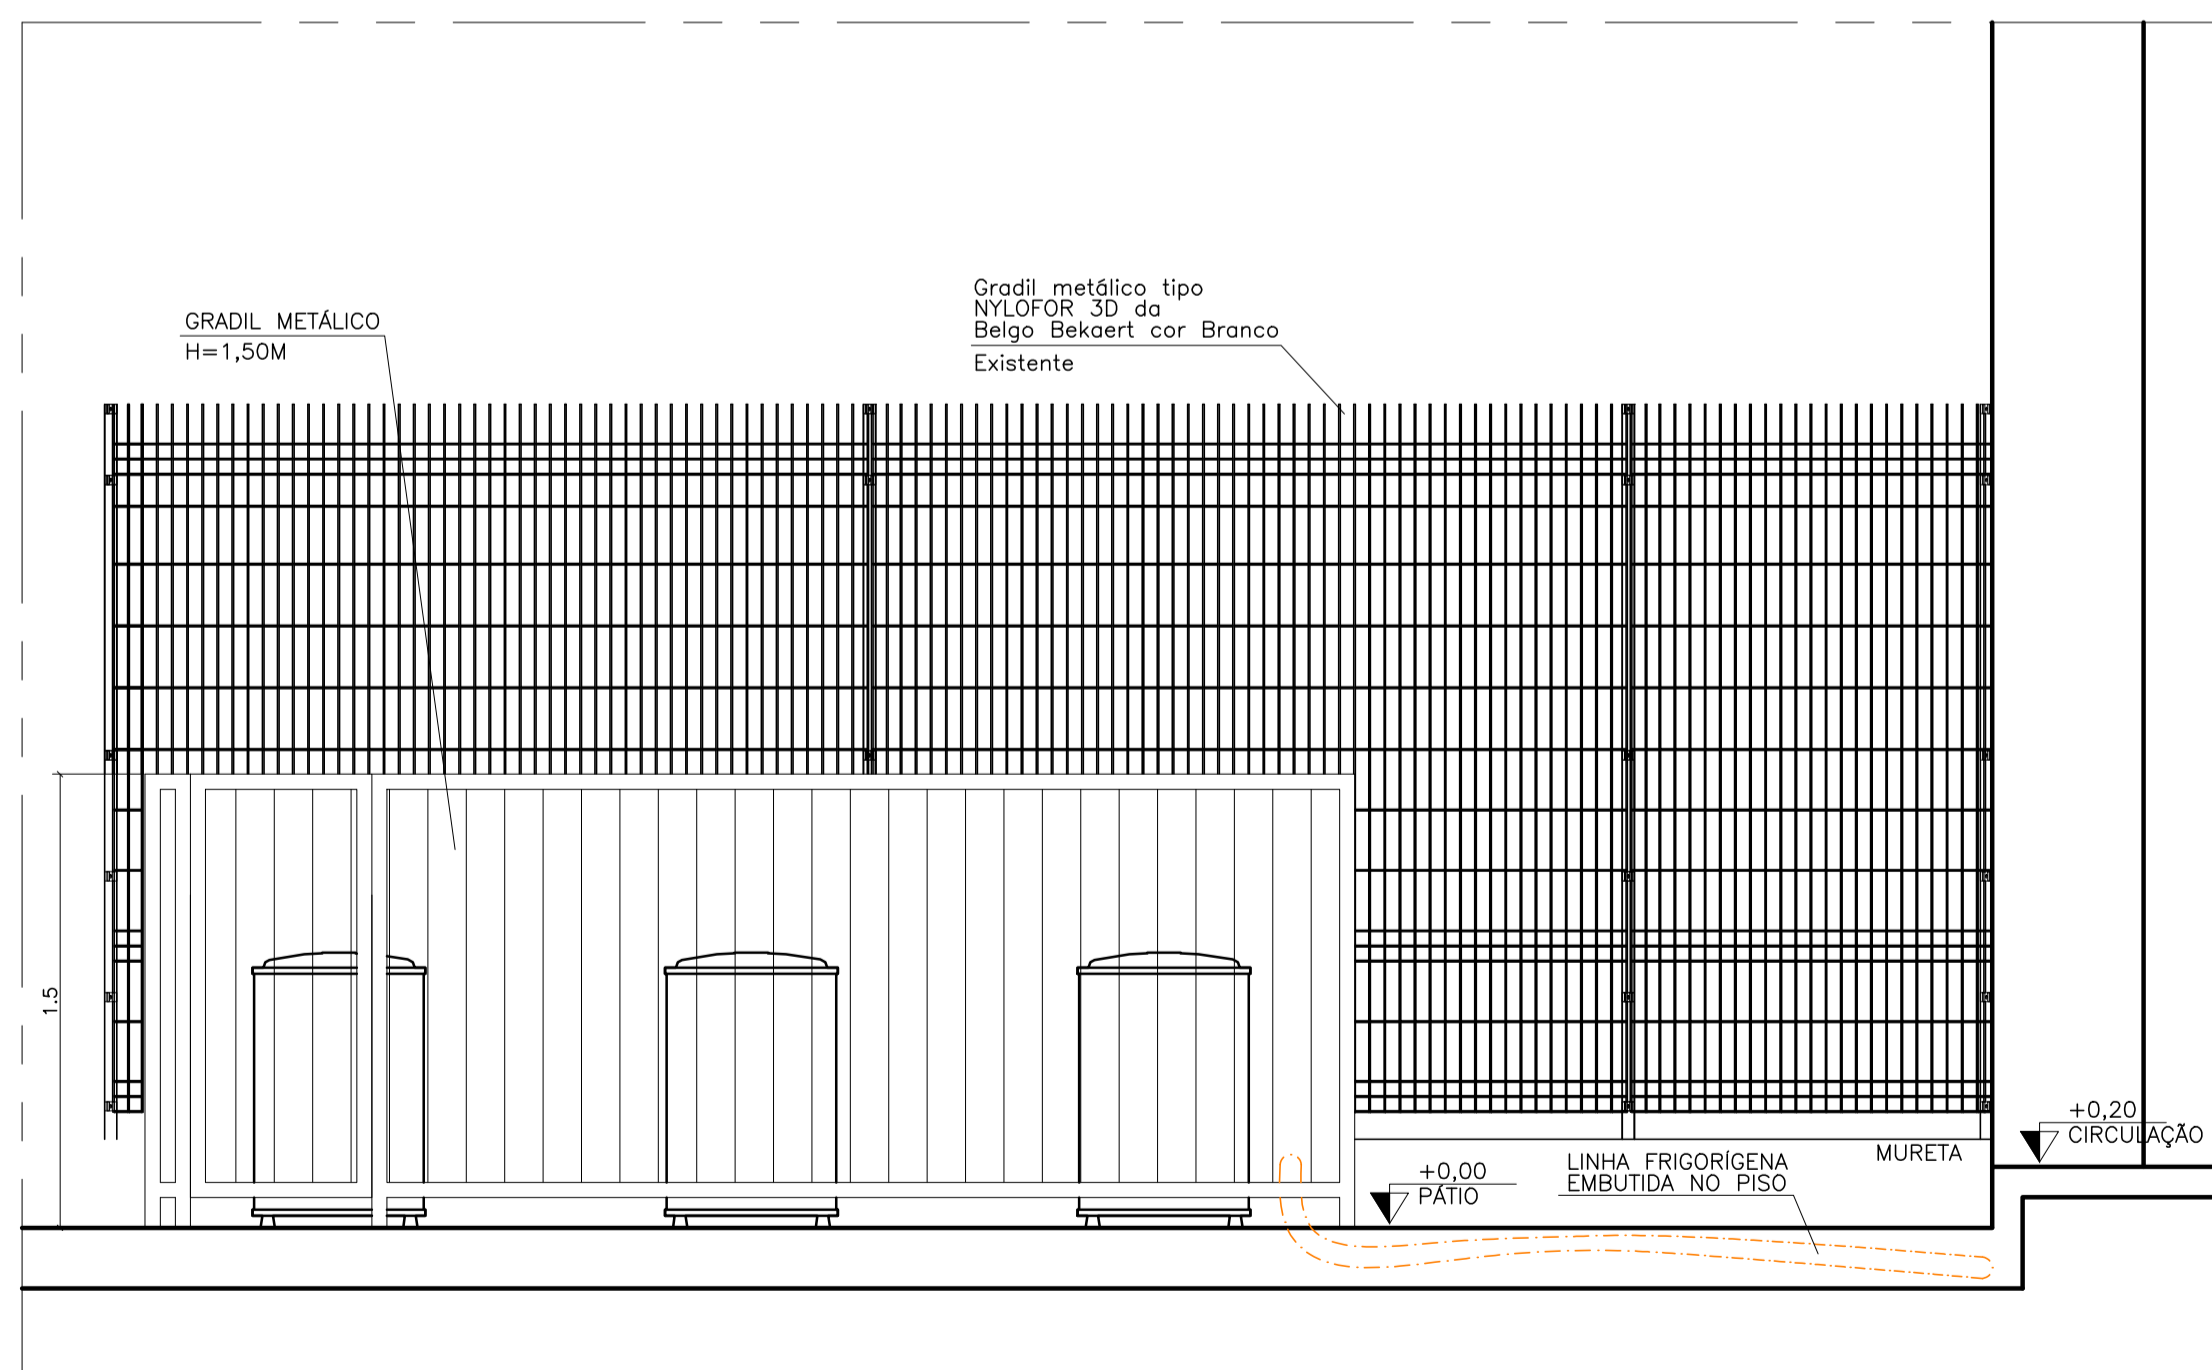 Gradil metálico tipo
NYLOFOR 3D da
Belgo Bekaert cor Branco
Existente
GRADIL METÁLICO
H=1,50M
1.5
+0,20
CIRCULAÇÃO
MURETA
+0,00
PÁTIO
LINHA FRIGORÍGENA
EMBUTIDA NO PISO